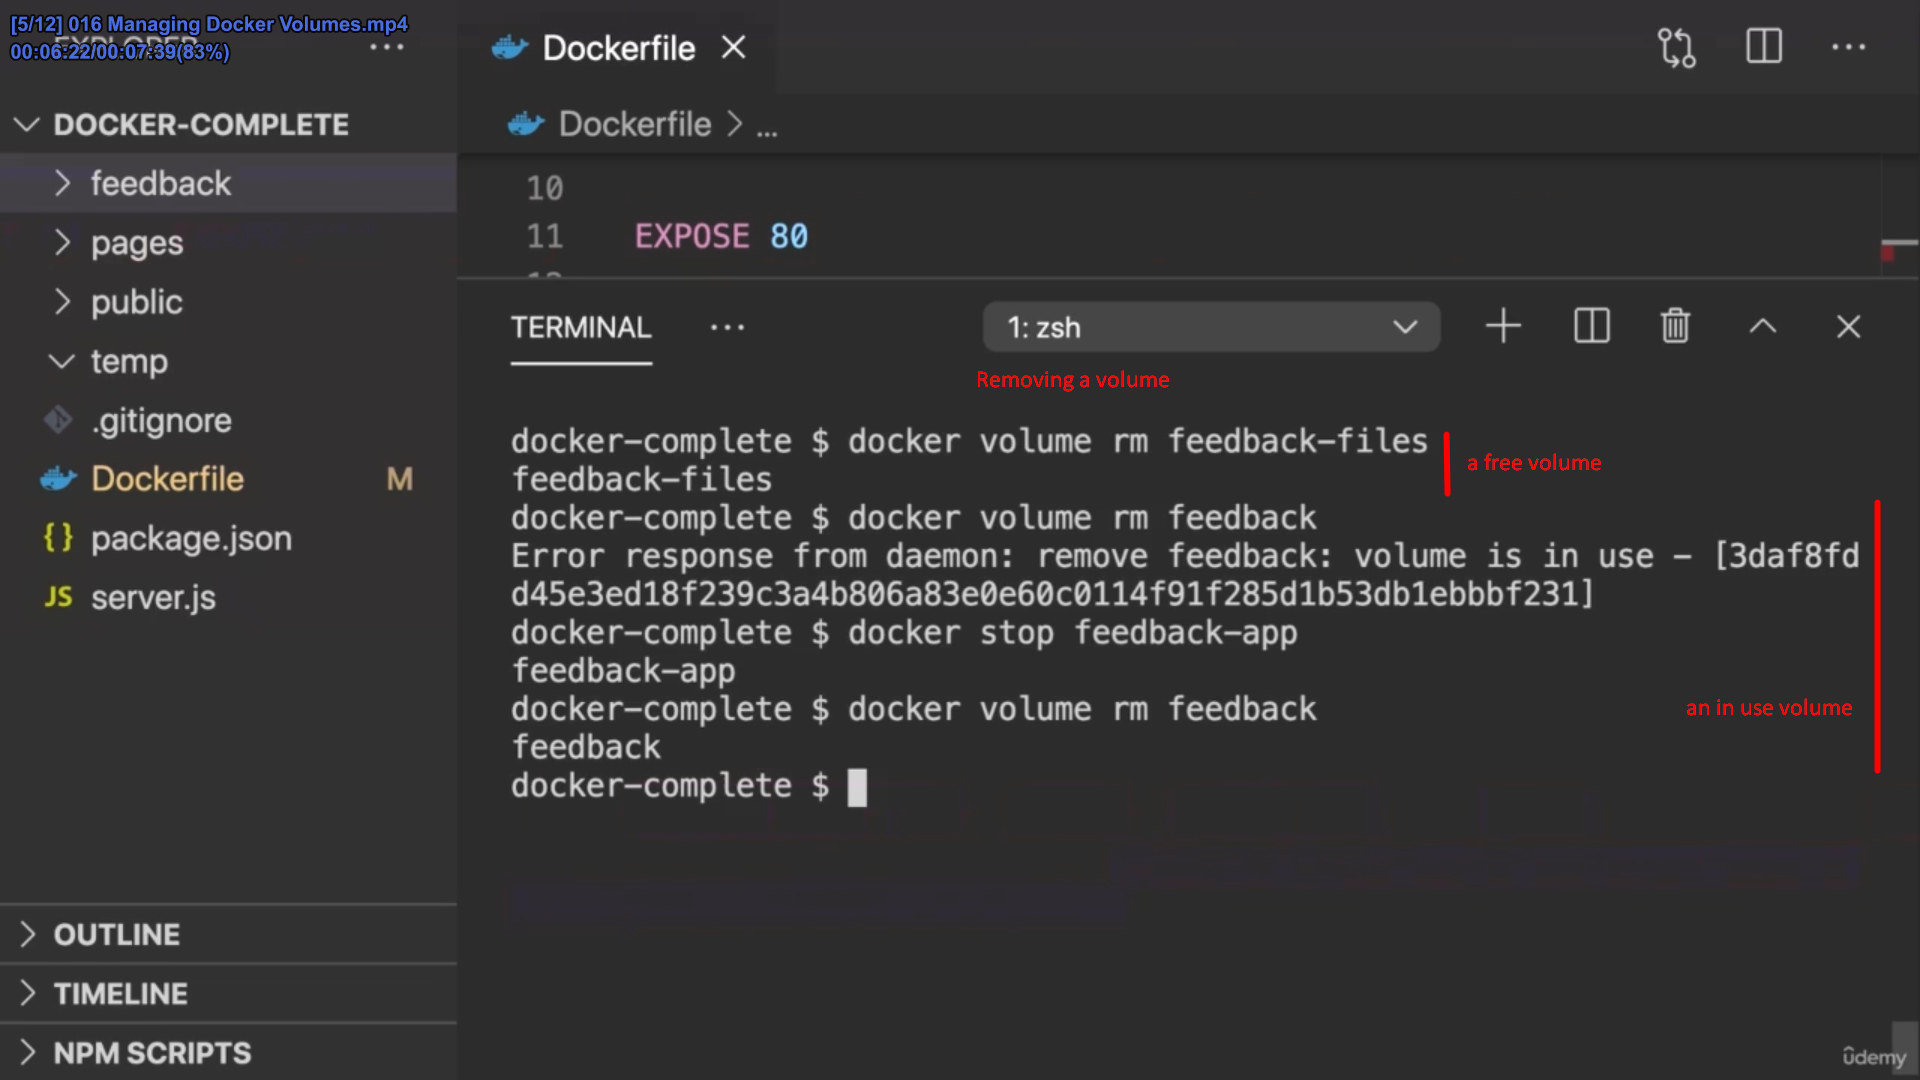 [5/12] 016 Managing Docker Volumes.mp4
00:06:22/00:07:39(83%)
EXPLORER
DOCKER-COMPLETE
feedback
pages
public
temp
.gitignore
Dockerfile M
{} package.json
JS server.js
OUTLINE
TIMELINE
NPM SCRIPTS
Dockerfile
Dockerfile > ...
10
11 EXPOSE 80
12
TERMINAL
1: zsh
Removing a volume
docker-complete $ docker volume rm feedback-files
feedback-files
a free volume
docker-complete $ docker volume rm feedback
Error response from daemon: remove feedback: volume is in use - [3daf8fd
d45e3ed18f239c3a4b806a83e0e60c0114f91f285d1b53db1ebbbf231]
docker-complete $ docker stop feedback-app
feedback-app
docker-complete $ docker volume rm feedback
an in use volume
feedback
docker-complete $
udemy